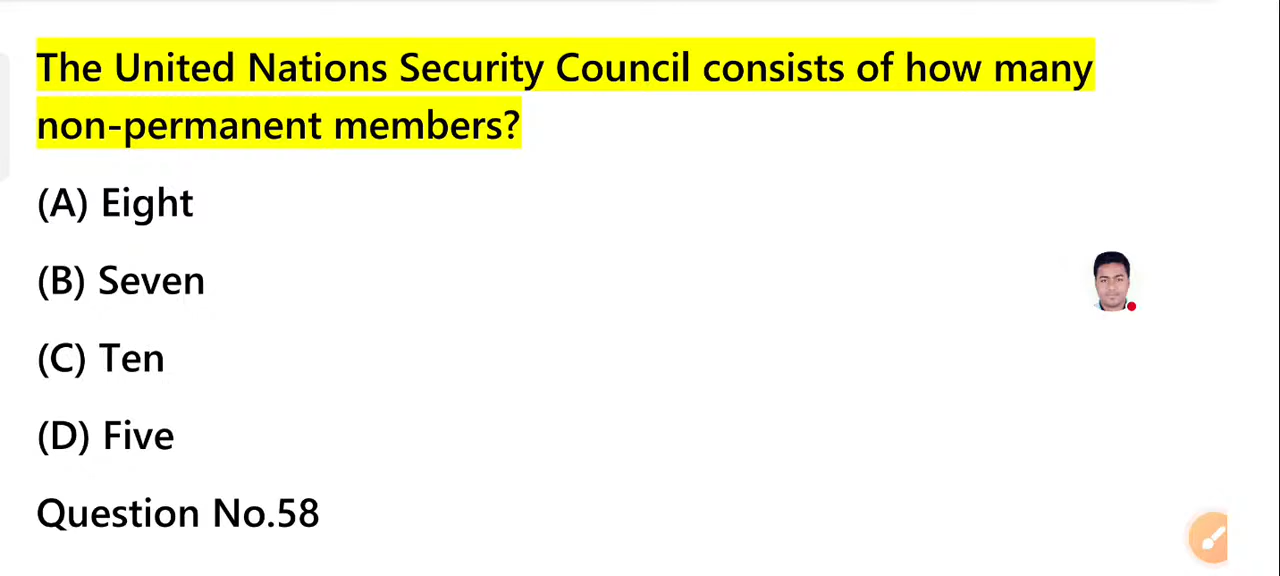 The United Nations Security Council consists of how many
non-permanent members?
(A) Eight
(B) Seven
(C) Ten
(D) Five
Question No.58